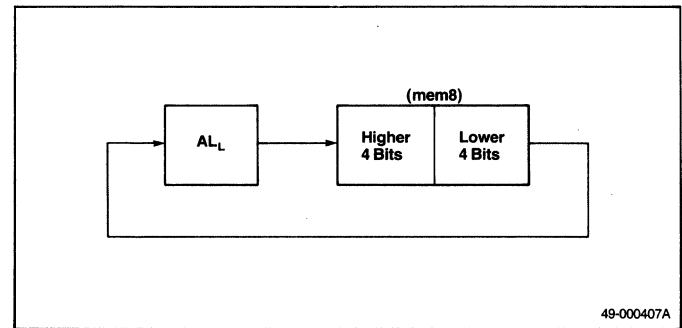 (mem8)
AL_L
Higher
4 Bits
Lower
4 Bits
49-000407A